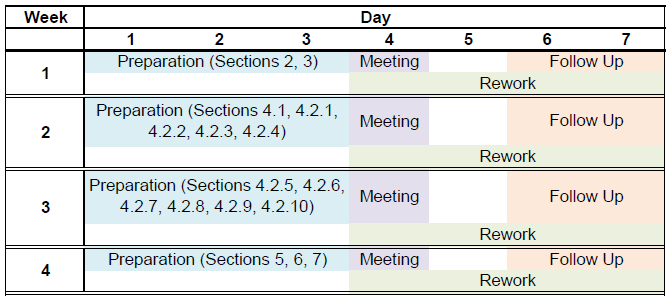 Week Day
1 2 3 4 5 6 7
1 Preparation (Sections 2, 3) Meeting Follow Up
Rework
2 Preparation (Sections 4.1, 4.2.1,
4.2.2, 4.2.3, 4.2.4) Meeting Follow Up
Rework
3 Preparation (Sections 4.2.5, 4.2.6,
4.2.7, 4.2.8, 4.2.9, 4.2.10) Meeting Follow Up
Rework
4 Preparation (Sections 5, 6, 7) Meeting Follow Up
Rework